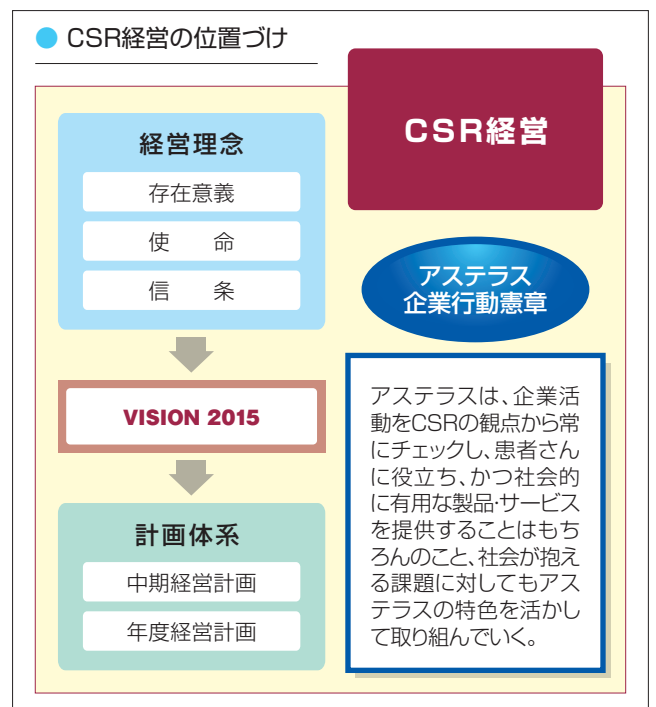 CSR経営の位置づけ
CSR経営
経営理念
存在意義
使　命
信　条
VISION 2015
計画体系
中期経営計画
年度経営計画
アステラス
企業行動憲章
アステラスは、企業活
動をCSRの観点から常
にチェックし、患者さん
に役立ち、かつ社会的
に有用な製品・サービス
を提供することはもち
ろんのこと、社会が抱え
る課題に対してもアス
テラスの特色を活かし
て取り組んでいく。